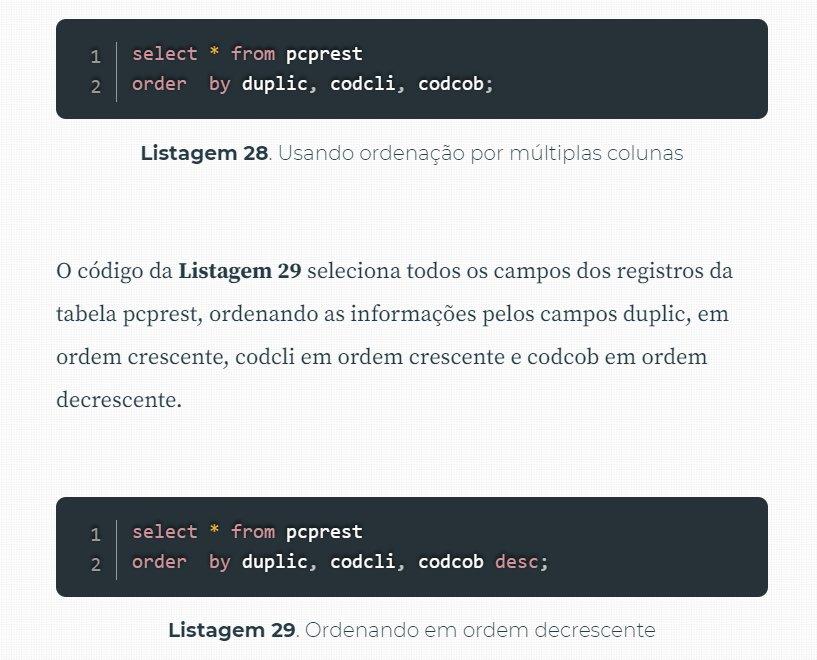 1 select * from pcprest
2 order  by duplic, codcli, codcob;
Listagem 28. Usando ordenação por múltiplas colunas
O código da Listagem 29 seleciona todos os campos dos registros da
tabela pcprest, ordenando as informações pelos campos duplic, em
ordem crescente, codcli em ordem crescente e codcob em ordem
decrescente.
1 select * from pcprest
2 order  by duplic, codcli, codcob desc;
Listagem 29. Ordenando em ordem decrescente